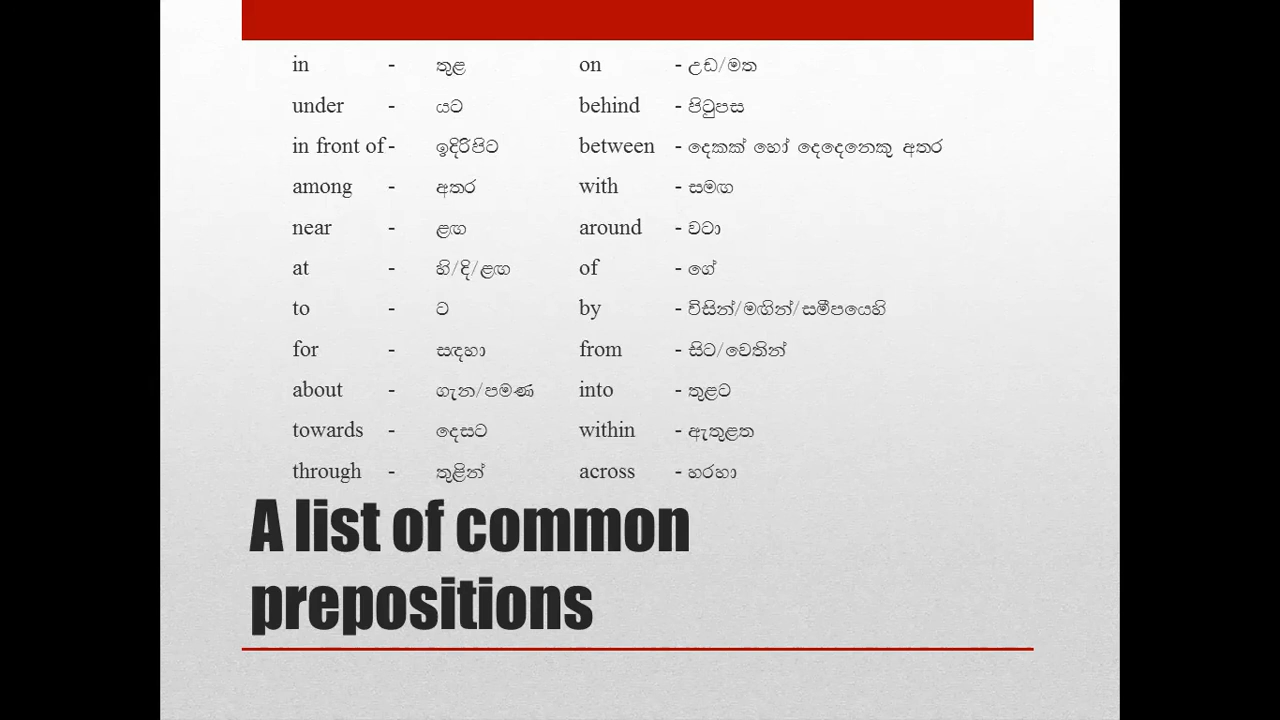 in - තුළ on - උඩ/මත
under - යට behind - පිටුපස
in front of - ඉදිරිපිට between - දෙකක් හෝ දෙදෙනෙකු අතර
among - අතර with - සමඟ
near - ළඟ around - වටා
at - හි/දි/ළඟ of - ගේ
to - ට by - විසින්/මඟින්/සමීපයෙහි
for - සඳහා from - සිට/වෙතින්
about - ගැන/පමණ into - තුළට
towards - දෙසට within - ඇතුළත
through - තුළින් across - හරහා
A list of common
prepositions